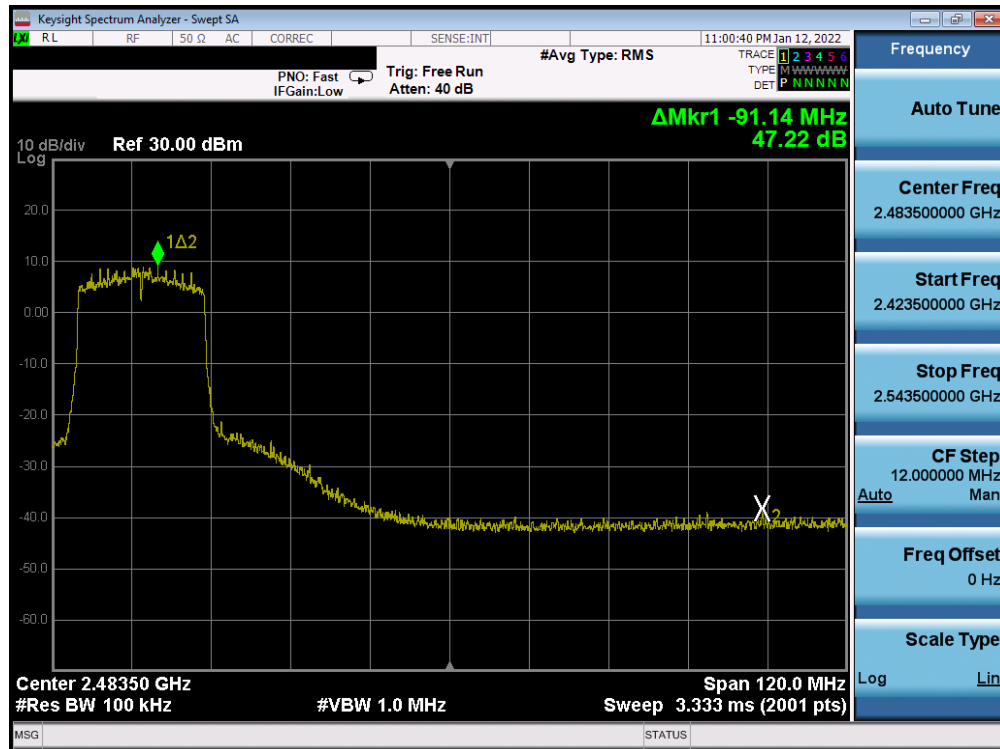 Keysight Spectrum Analyzer - Swept SA
LXI RL RF 50 Ω AC CORREC SENSE:INT 11:00:40 PM Jan 12, 2022
PNO: Fast
IFGain:Low
Trig: Free Run
Atten: 40 dB
#Avg Type: RMS
TRACE 1 2 3 4 5 6
TYPE M WWWWW
DET P N N N N N
ΔMkr1 -91.14 MHz
47.22 dB
10 dB/div Ref 30.00 dBm
Log
20.0
10.0
0.00
-10.0
-20.0
-30.0
-40.0
-50.0
-60.0
1Δ2
X2
Center 2.48350 GHz Span 120.0 MHz
#Res BW 100 kHz #VBW 1.0 MHz Sweep 3.333 ms (2001 pts)
MSG STATUS
Frequency
Auto Tune
Center Freq
2.483500000 GHz
Start Freq
2.423500000 GHz
Stop Freq
2.543500000 GHz
CF Step
12.000000 MHz
Auto Man
Freq Offset
0 Hz
Scale Type
Log Lin